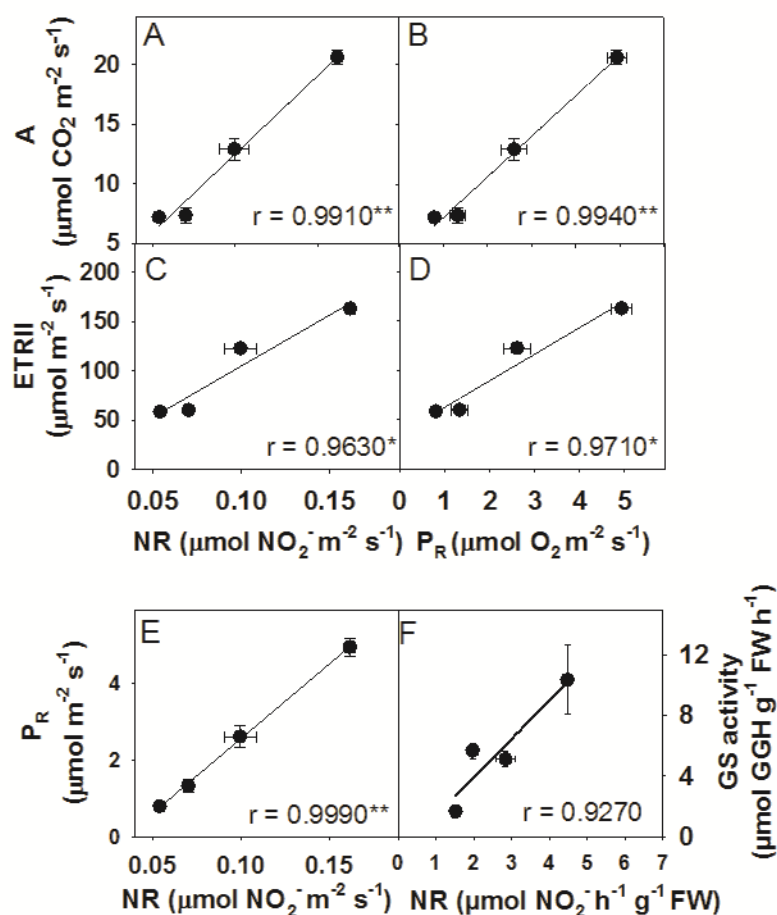 A
B
A
(μmol CO₂ m⁻² s⁻¹)
20
15
10
5
r = 0.9910**
r = 0.9940**
C
D
ETRII
(μmol m⁻² s⁻¹)
200
150
100
50
0
r = 0.9630*
r = 0.9710*
0.05 0.10 0.15 0 1 2 3 4 5
NR (μmol NO₂⁻ m⁻² s⁻¹) P_R (μmol O₂ m⁻² s⁻¹)
E
F
P_R
(μmol m⁻² s⁻¹)
4
2
0
12
8
4
0
GS activity
(μmol GGH g⁻¹ FW h⁻¹)
r = 0.9990**
r = 0.9270
0.05 0.10 0.15 0 1 2 3 4 5 6 7
NR (μmol NO₂⁻ m⁻² s⁻¹) NR (μmol NO₂⁻ h⁻¹ g⁻¹ FW)